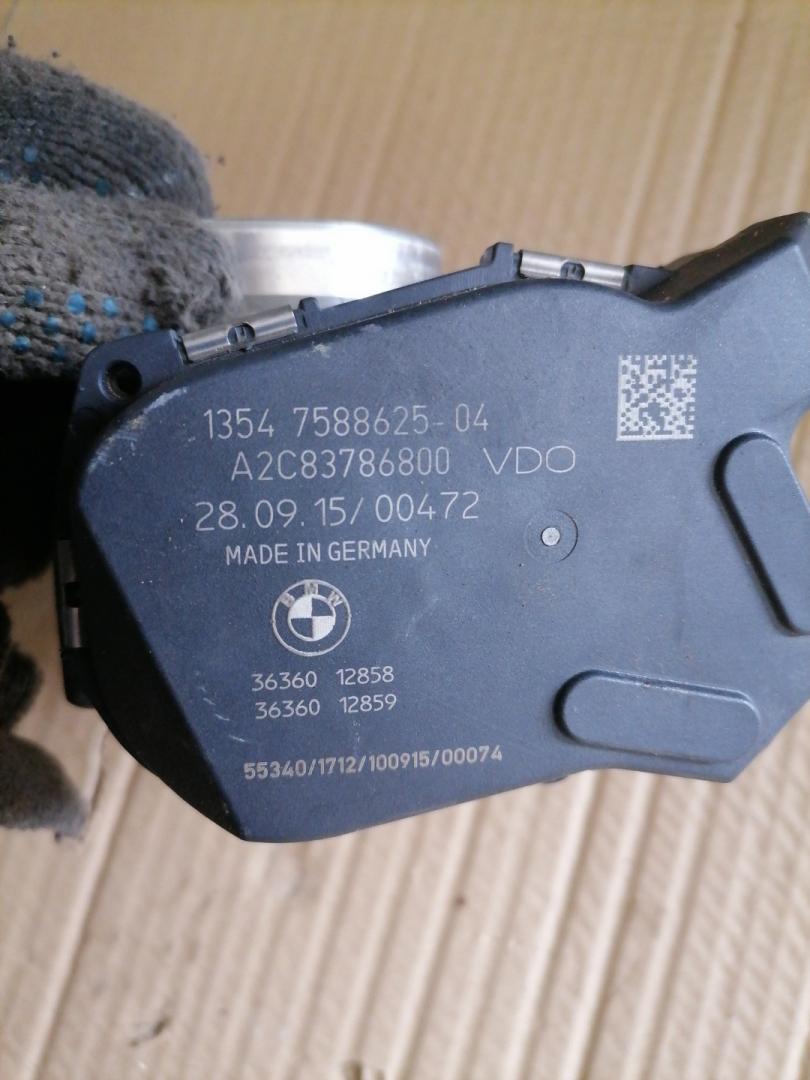 1354 7588625-04
A2C83786800 VDO
28.09.15/00472
MADE IN GERMANY
BMW
36360 12858
36360 12859
55340/1712/100915/00074